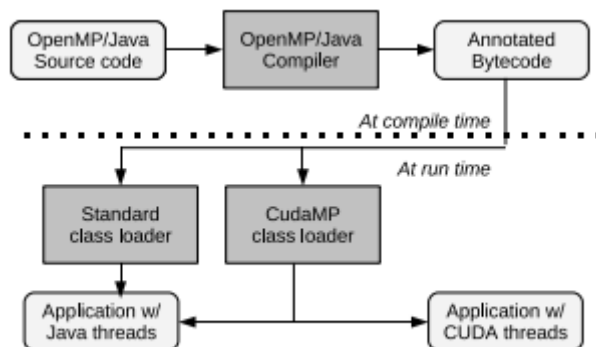 OpenMP/Java
Source code
OpenMP/Java
Compiler
Annotated
Bytecode
At compile time
At run time
Standard
class loader
CudaMP
class loader
Application w/
Java threads
Application w/
CUDA threads